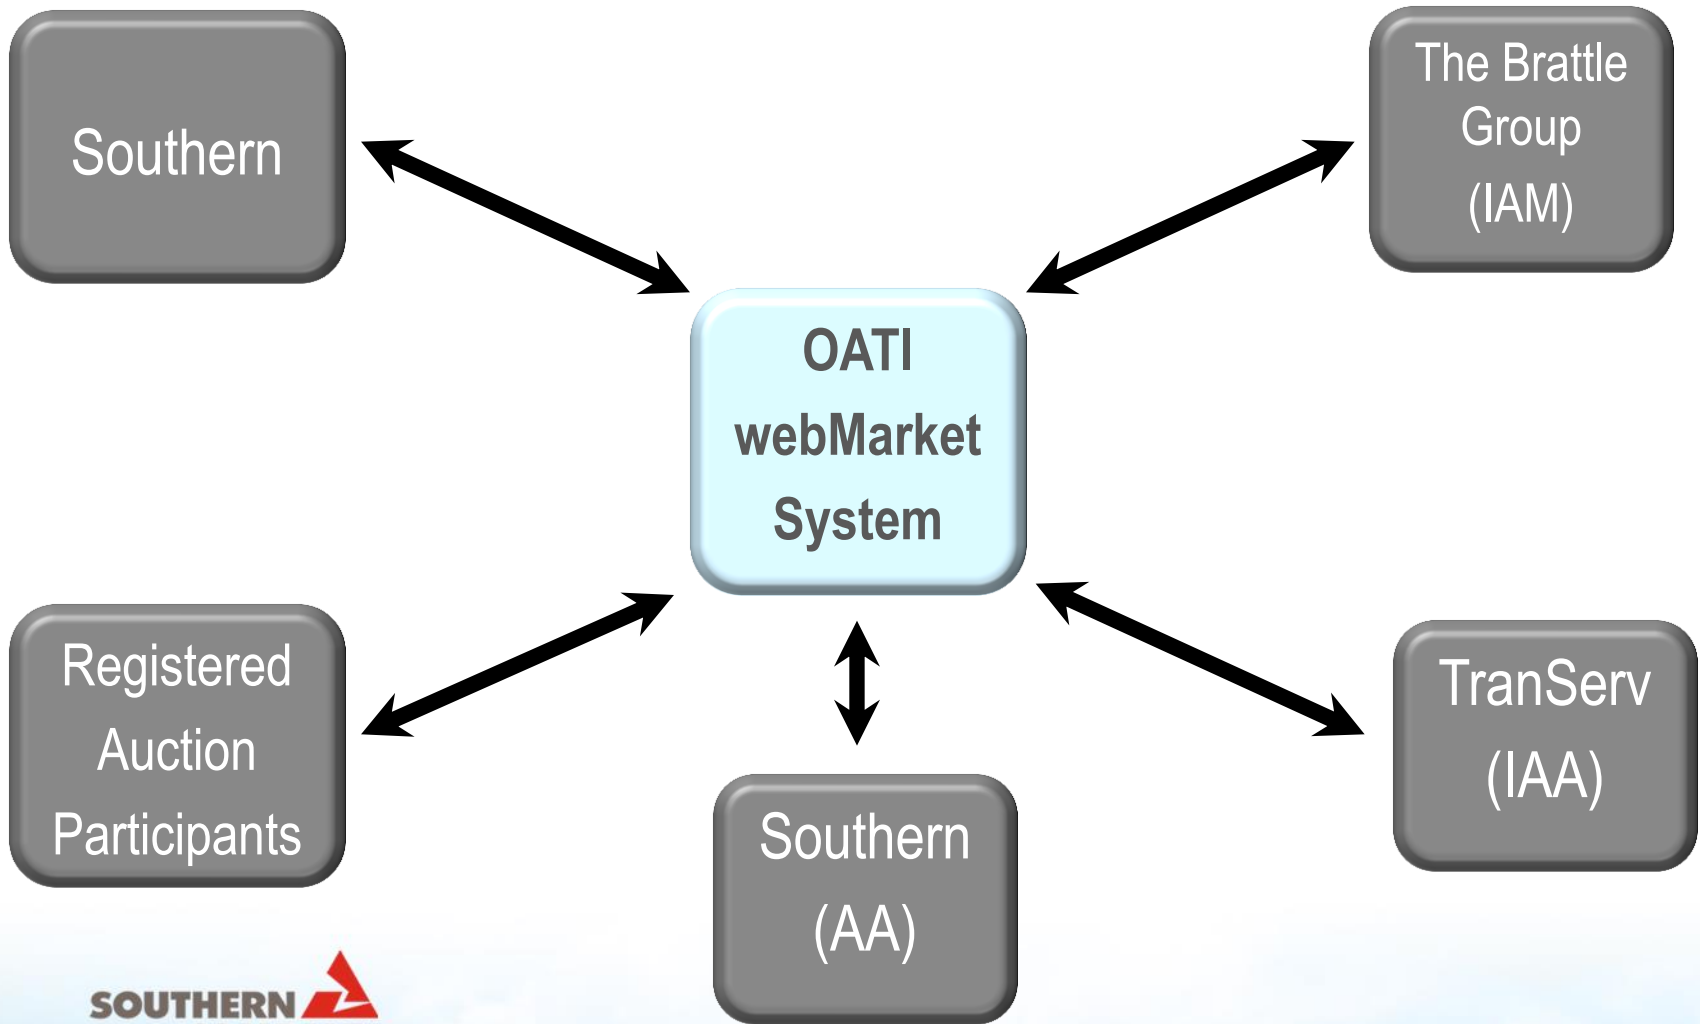 Southern
The Brattle
Group
(IAM)
OATI
webMarket
System
Registered
Auction
Participants
Southern
(AA)
TranServ
(IAA)
SOUTHERN